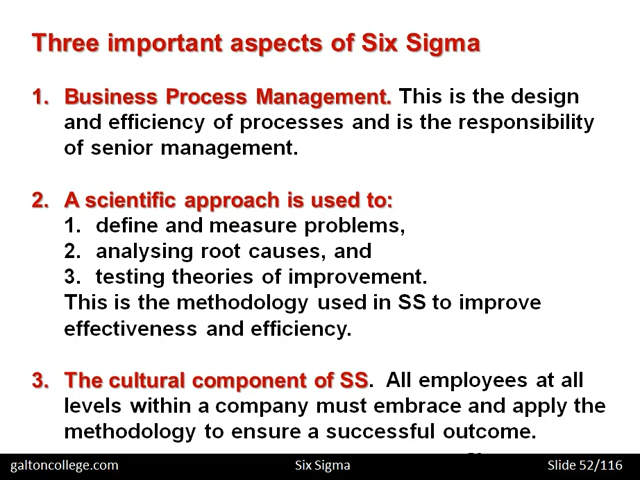 Three important aspects of Six Sigma
1. Business Process Management. This is the design
and efficiency of processes and is the responsibility
of senior management.
2. A scientific approach is used to:
1. define and measure problems,
2. analysing root causes, and
3. testing theories of improvement.
This is the methodology used in SS to improve
effectiveness and efficiency.
3. The cultural component of SS. All employees at all
levels within a company must embrace and apply the
methodology to ensure a successful outcome.
galtoncollege.com Six Sigma Slide 52/116